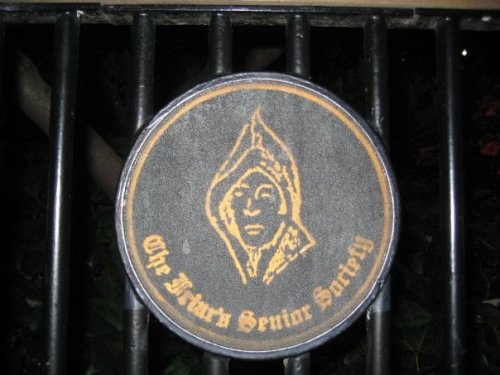 The Friar's Senior Society